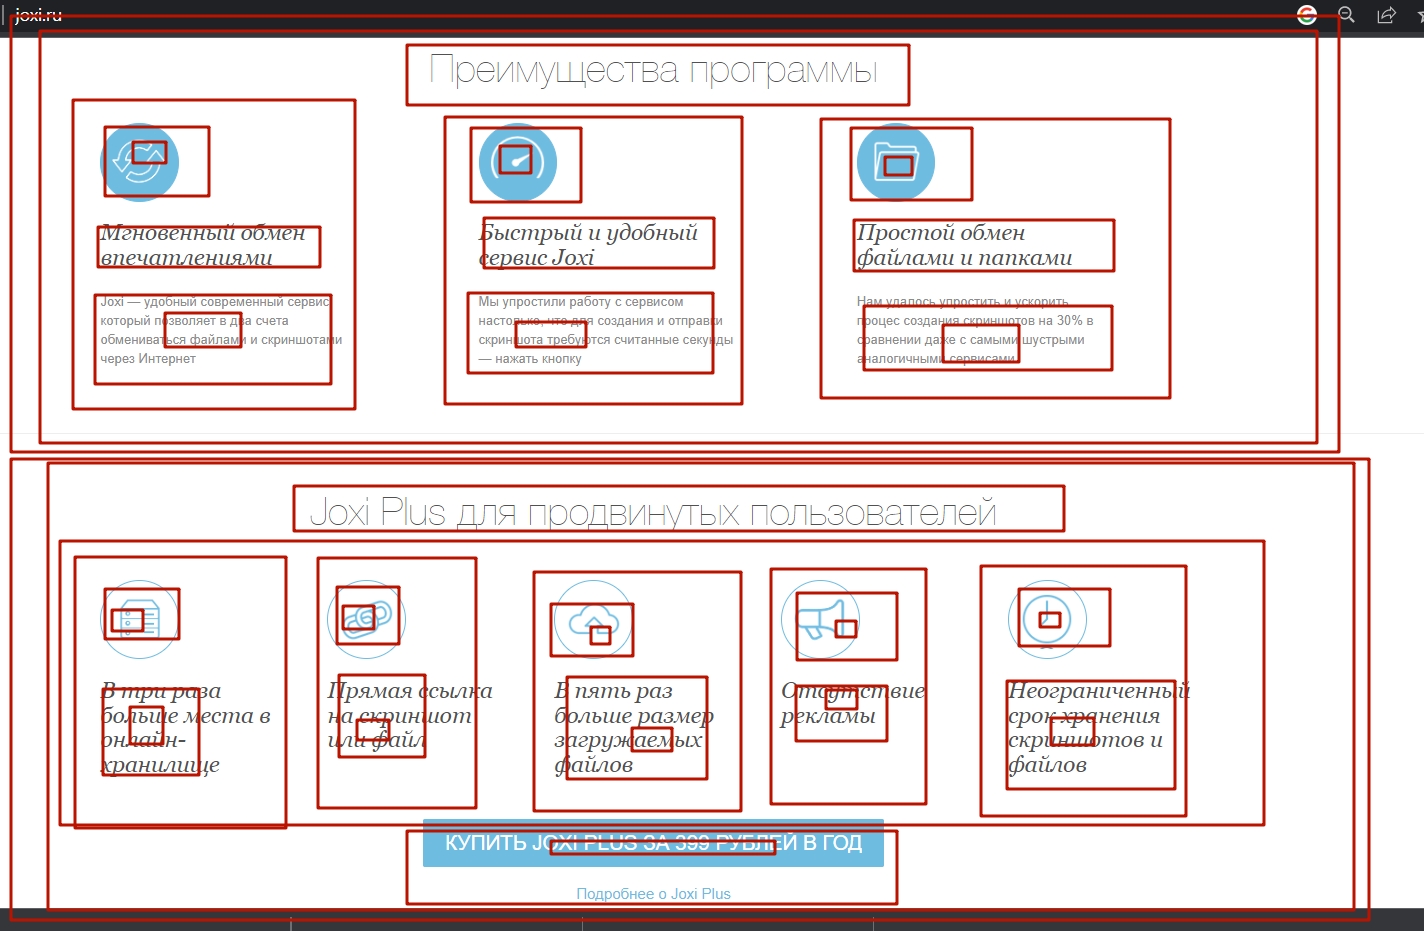 joxi.ru
Преимущества программы
Мгновенный обмен
впечатлениями
Joxi — удобный современный сервис
который позволяет в два счета
обмениваться файлами и скриншотами
через Интернет
Быстрый и удобный
сервис Joxi
Мы упростили работу с сервисом
настолько, что для создания и отправки
скриншота требуются считанные секунды
— нажать кнопку
Простой обмен
файлами и папками
Нам удалось упростить и ускорить
процес создания скриншотов на 30% в
сравнении даже с самыми шустрыми
аналогичными сервисами
Joxi Plus для продвинутых пользователей
В три раза
больше места в
онлайн-
хранилище
Прямая ссылка
на скриншот
или файл
В пять раз
больше размер
загружаемых
файлов
Отсутствие
рекламы
Неограниченный
срок хранения
скриншотов и
файлов
КУПИТЬ JOXI PLUS ЗА 399 РУБЛЕЙ В ГОД
Подробнее о Joxi Plus